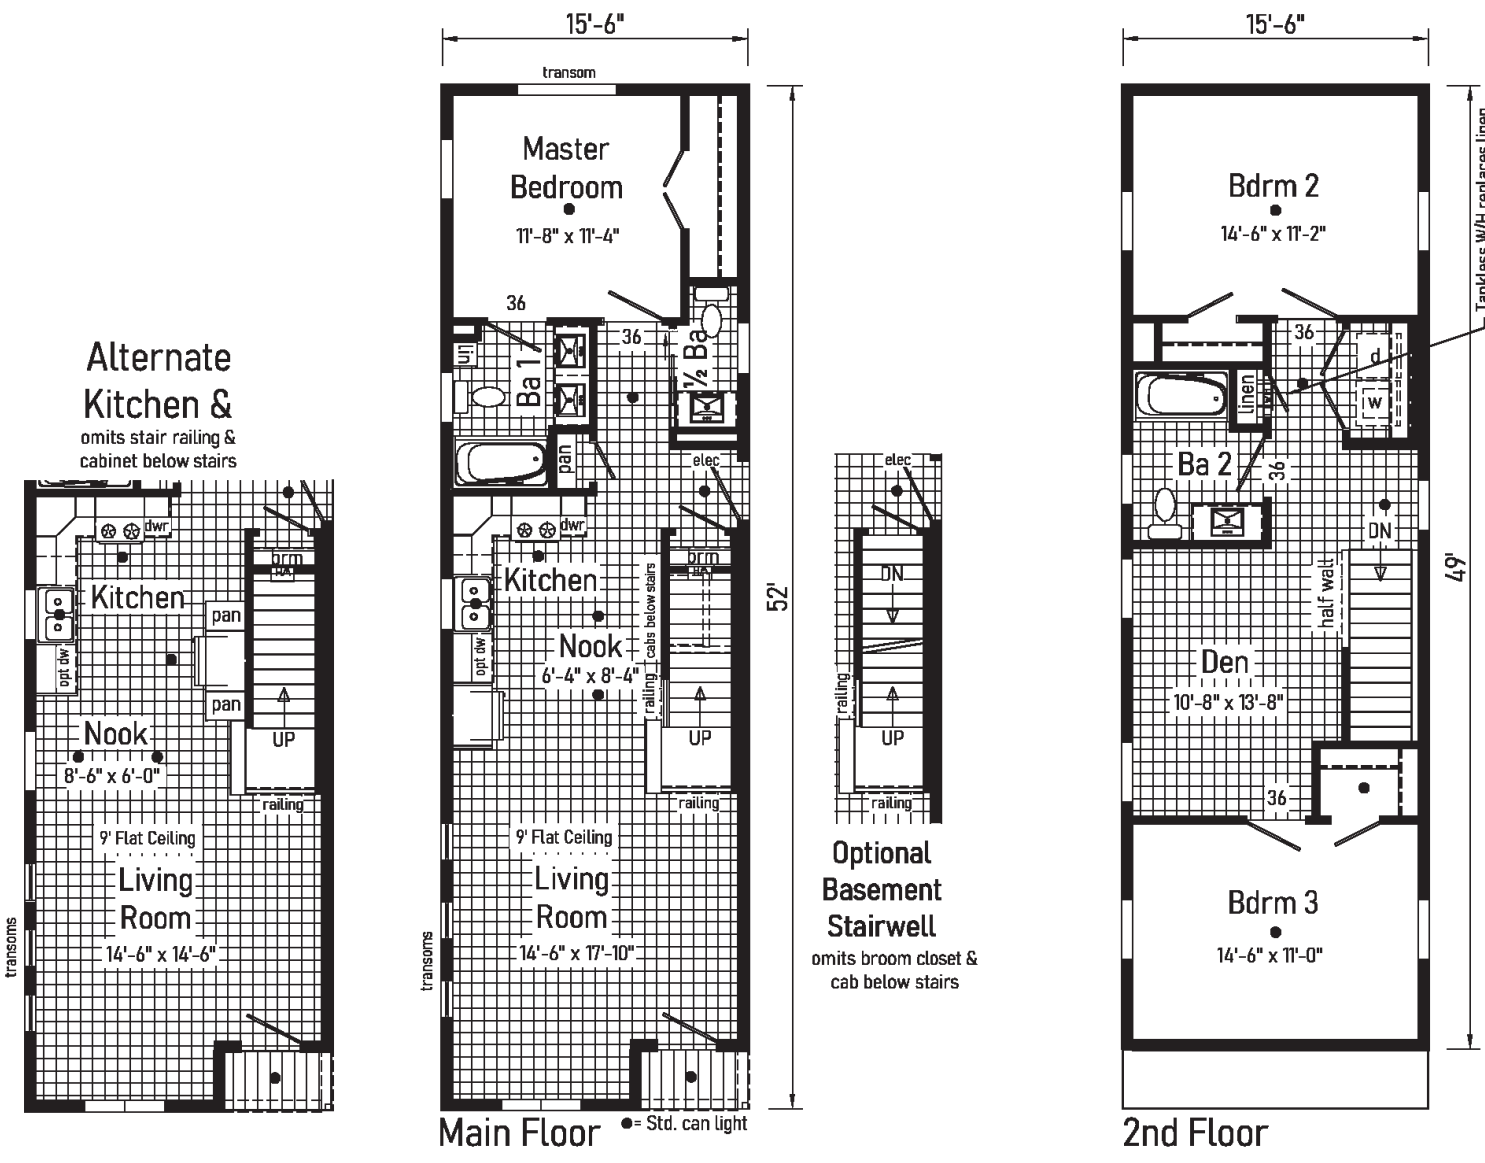 Alternate
Kitchen &
omits stair railing &
cabinet below stairs
dwr
brm
Kitchen
pan
opt dw
pan
Nook
8'-6" x 6'-0"
UP
railing
9' Flat Ceiling
Living
Room
14'-6" x 14'-6"
transoms
15'-6"
transom
Master
Bedroom
11'-8" x 11'-4"
36
36
lin
Ba 1
½ Ba
pan
elec
dwr
brm
Kitchen
cabs below stairs
Nook
6'-4" x 8'-4"
opt dw
railing
UP
railing
9' Flat Ceiling
Living
Room
14'-6" x 17'-10"
transoms
52'
Main Floor
= Std. can light
elec
DN
railing
UP
railing
Optional
Basement
Stairwell
omits broom closet &
cab below stairs
15'-6"
Bdrm 2
14'-6" x 11'-2"
Tankless W/H replaces linen
36
d
w
linen
Ba 2
36
DN
half wall
49'
Den
10'-8" x 13'-8"
36
Bdrm 3
14'-6" x 11'-0"
2nd Floor